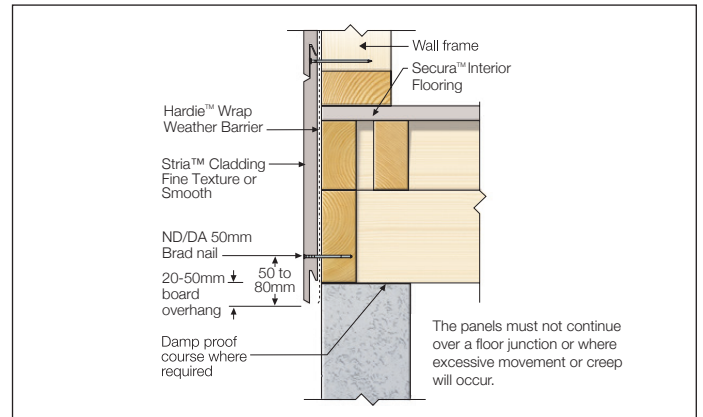 Wall frame
Secura™ Interior
Flooring
Hardie™ Wrap
Weather Barrier
Stria™ Cladding
Fine Texture or
Smooth
ND/DA 50mm
Brad nail
20-50mm
board
overhang
50 to
80mm
Damp proof
course where
required
The panels must not continue
over a floor junction or where
excessive movement or creep
will occur.